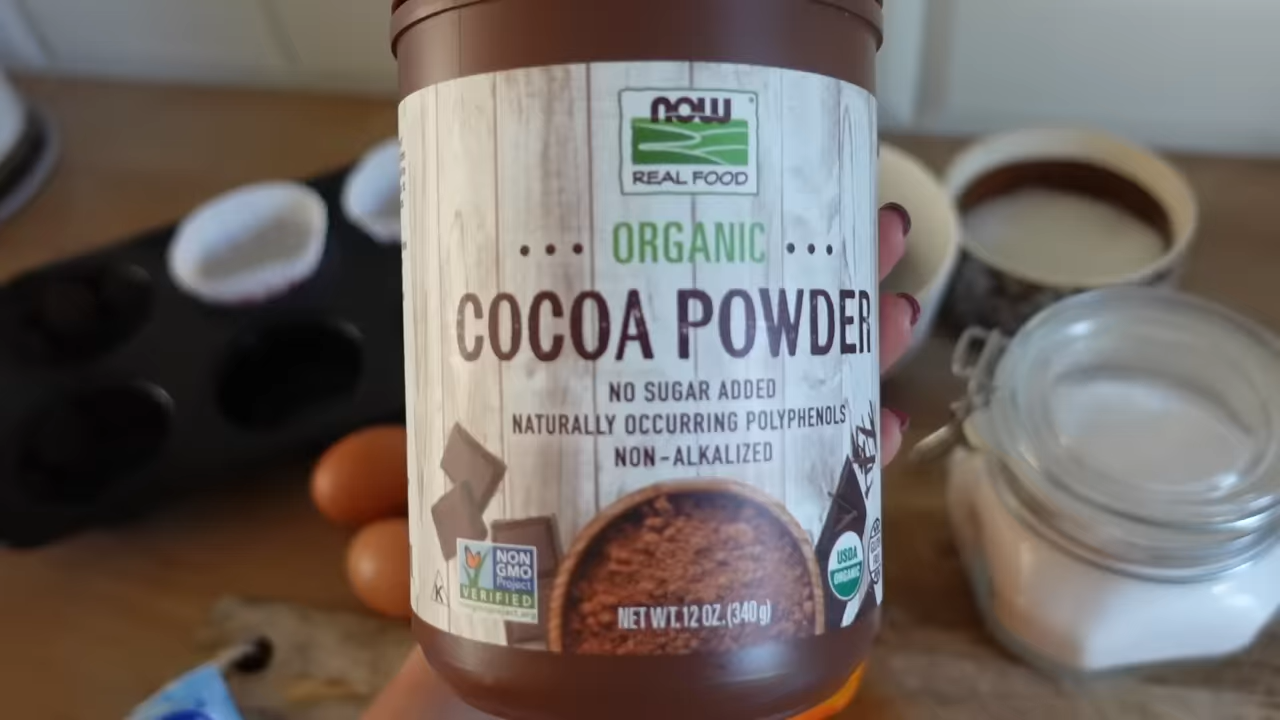 NOW
REAL FOOD
ORGANIC
COCOA POWDER
NO SUGAR ADDED
NATURALLY OCCURRING POLYPHENOLS
NON-ALKALIZED
NON
GMO
Project
VERIFIED
K
USDA
ORGANIC
NET WT. 12 OZ. (340 g)